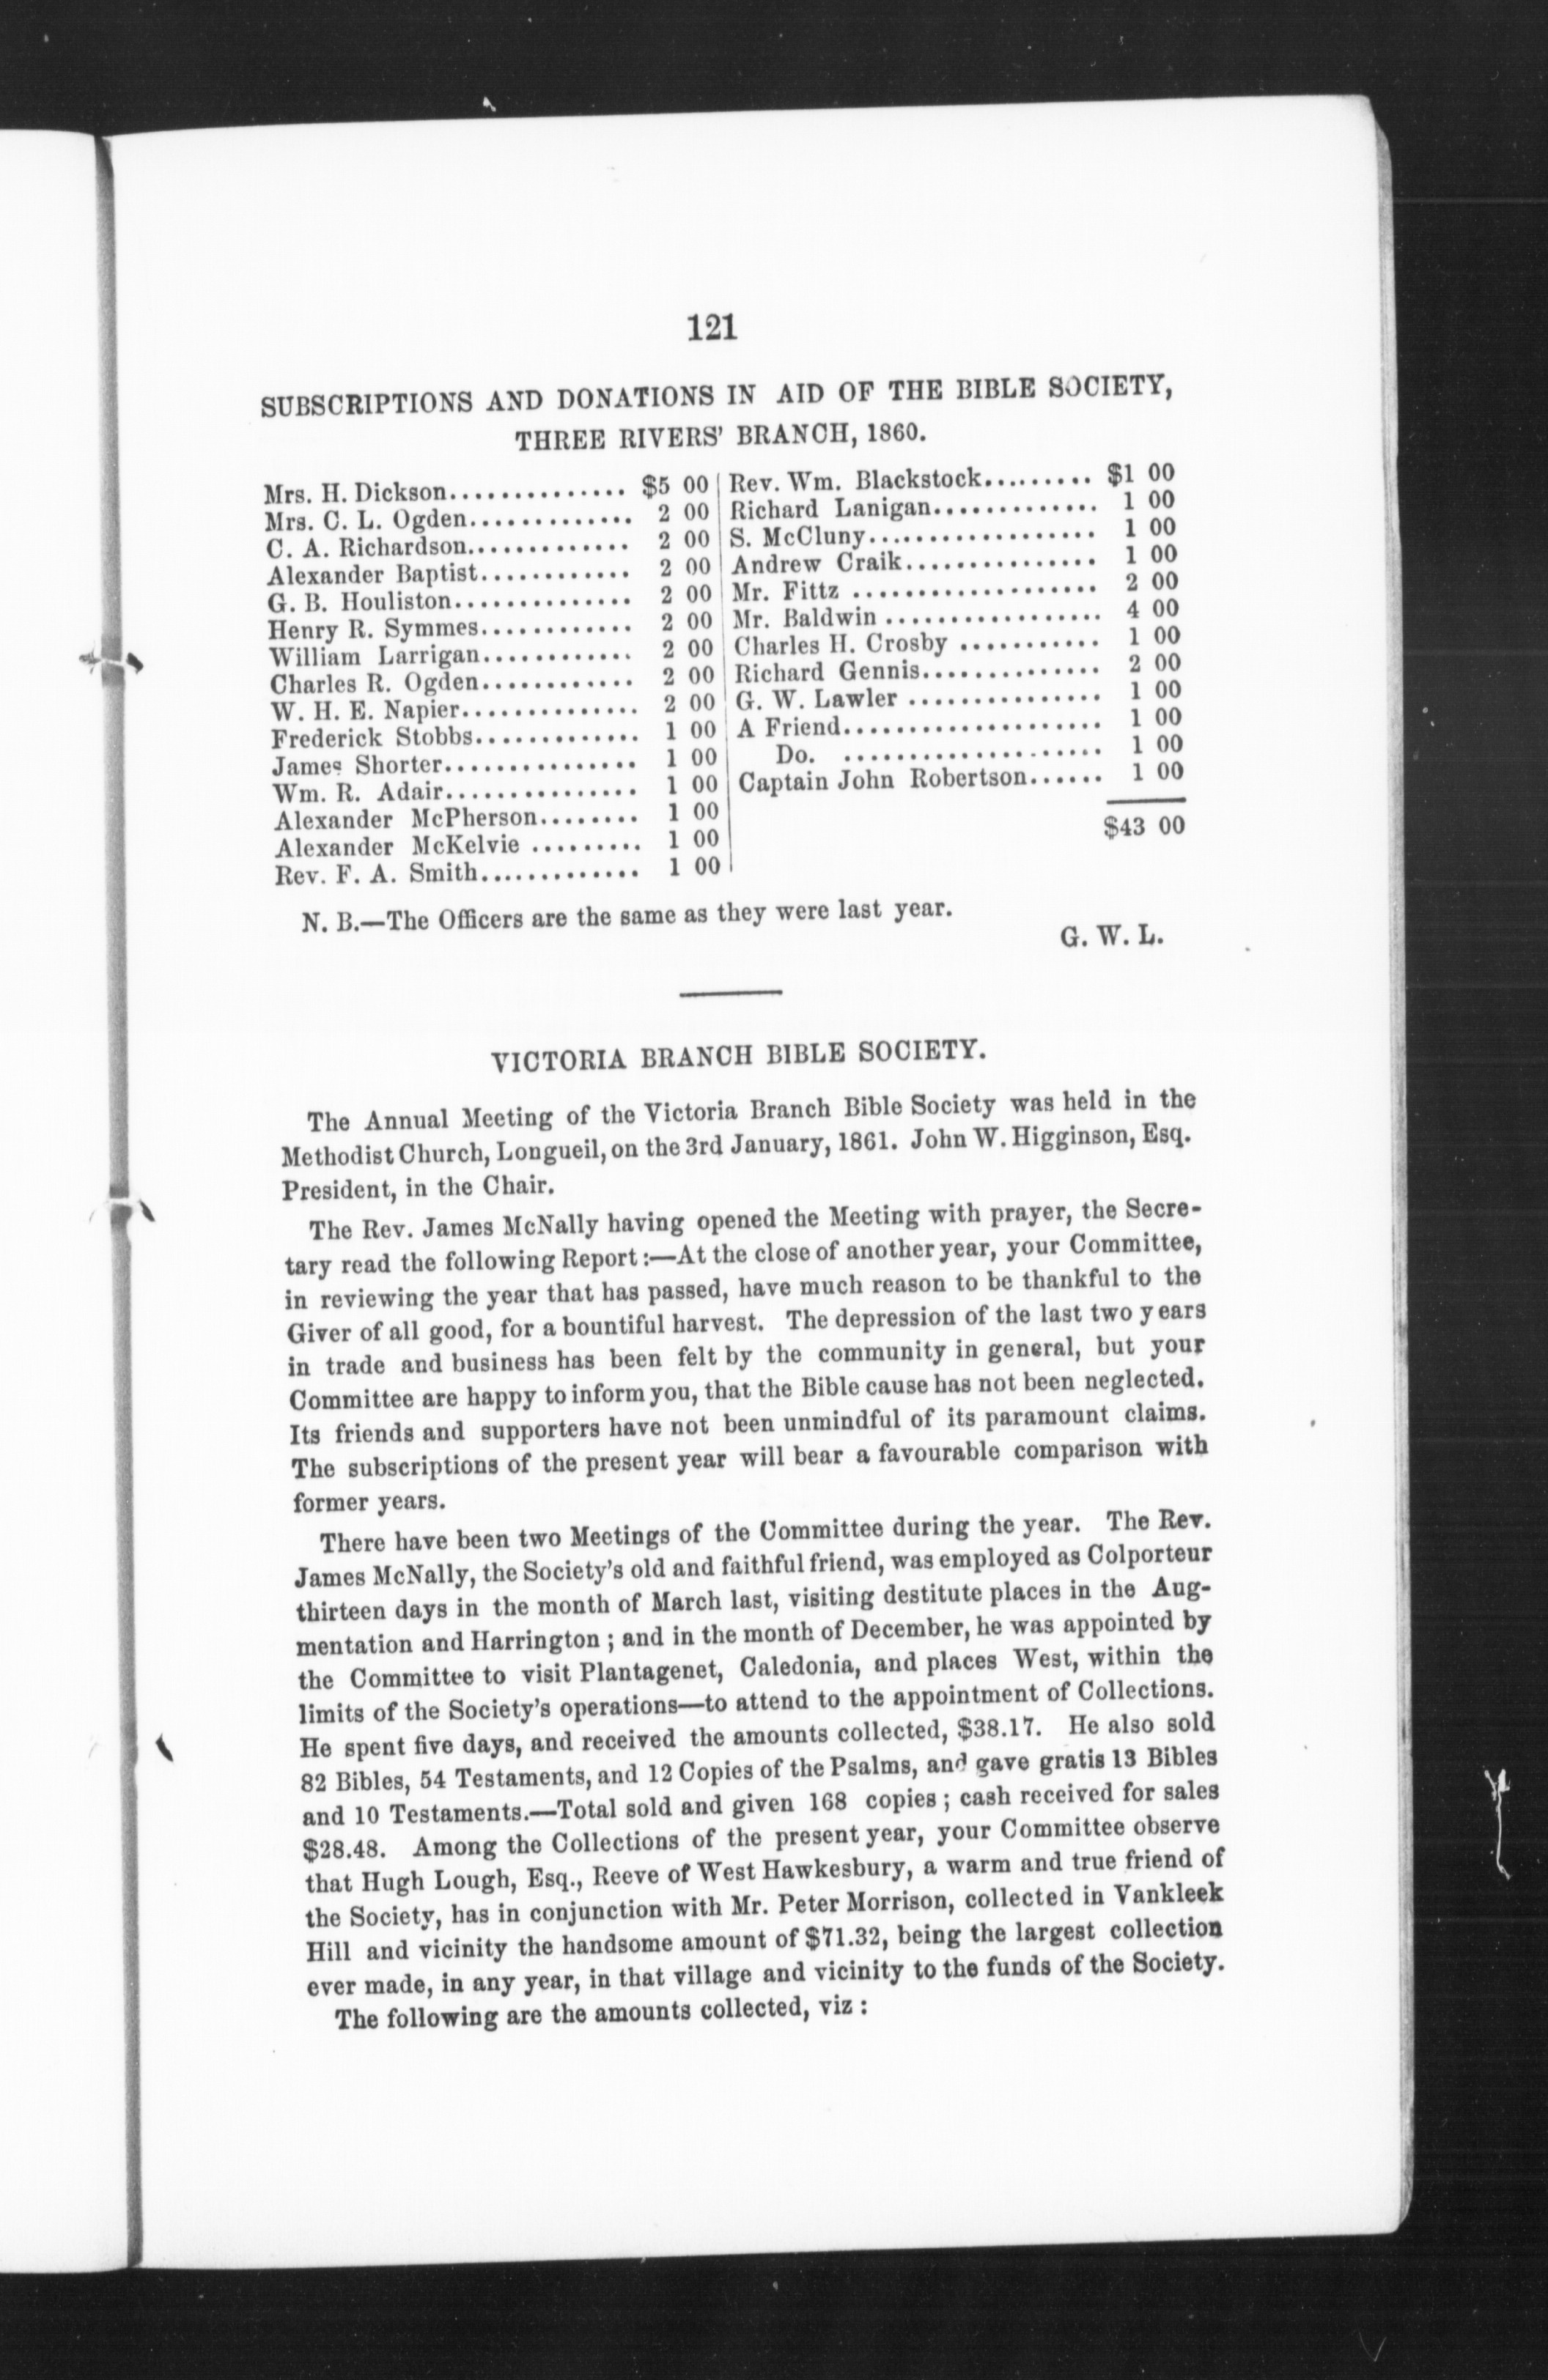 121
SUBSCRIPTIONS AND DONATIONS IN AID OF THE BIBLE SOCIETY,
THREE RIVERS' BRANCH, 1860.
Mrs. H. Dickson.............. $5 00
Mrs. C. L. Ogden............. 2 00
C. A. Richardson............. 2 00
Alexander Baptist............ 2 00
G. B. Houliston.............. 2 00
Henry R. Symmes............ 2 00
William Larrigan............ 2 00
Charles R. Ogden............ 2 00
W. H. E. Napier.............. 2 00
Frederick Stobbs............. 1 00
James Shorter............... 1 00
Wm. R. Adair............... 1 00
Alexander McPherson........ 1 00
Alexander McKelvie ......... 1 00
Rev. F. A. Smith............. 1 00
Rev. Wm. Blackstock......... $1 00
Richard Lanigan............. 1 00
S. McCluny.................. 1 00
Andrew Craik............... 1 00
Mr. Fittz ................... 2 00
Mr. Baldwin ................. 4 00
Charles H. Crosby ........... 1 00
Richard Gennis.............. 2 00
G. W. Lawler ............... 1 00
A Friend.................... 1 00
Do. .................... 1 00
Captain John Robertson...... 1 00
$43 00
N. B.—The Officers are the same as they were last year.
G. W. L.
VICTORIA BRANCH BIBLE SOCIETY.
The Annual Meeting of the Victoria Branch Bible Society was held in the
Methodist Church, Longueil, on the 3rd January, 1861. John W. Higginson, Esq.
President, in the Chair.
The Rev. James McNally having opened the Meeting with prayer, the Secre-
tary read the following Report :—At the close of another year, your Committee,
in reviewing the year that has passed, have much reason to be thankful to the
Giver of all good, for a bountiful harvest. The depression of the last two y ears
in trade and business has been felt by the community in general, but your
Committee are happy to inform you, that the Bible cause has not been neglected.
Its friends and supporters have not been unmindful of its paramount claims.
The subscriptions of the present year will bear a favourable comparison with
former years.
There have been two Meetings of the Committee during the year. The Rev.
James McNally, the Society's old and faithful friend, was employed as Colporteur
thirteen days in the month of March last, visiting destitute places in the Aug-
mentation and Harrington ; and in the month of December, he was appointed by
the Committee to visit Plantagenet, Caledonia, and places West, within the
limits of the Society's operations—to attend to the appointment of Collections.
He spent five days, and received the amounts collected, $38.17. He also sold
82 Bibles, 54 Testaments, and 12 Copies of the Psalms, and gave gratis 13 Bibles
and 10 Testaments.—Total sold and given 168 copies ; cash received for sales
$28.48. Among the Collections of the present year, your Committee observe
that Hugh Lough, Esq., Reeve of West Hawkesbury, a warm and true friend of
the Society, has in conjunction with Mr. Peter Morrison, collected in Vankleek
Hill and vicinity the handsome amount of $71.32, being the largest collection
ever made, in any year, in that village and vicinity to the funds of the Society.
The following are the amounts collected, viz :